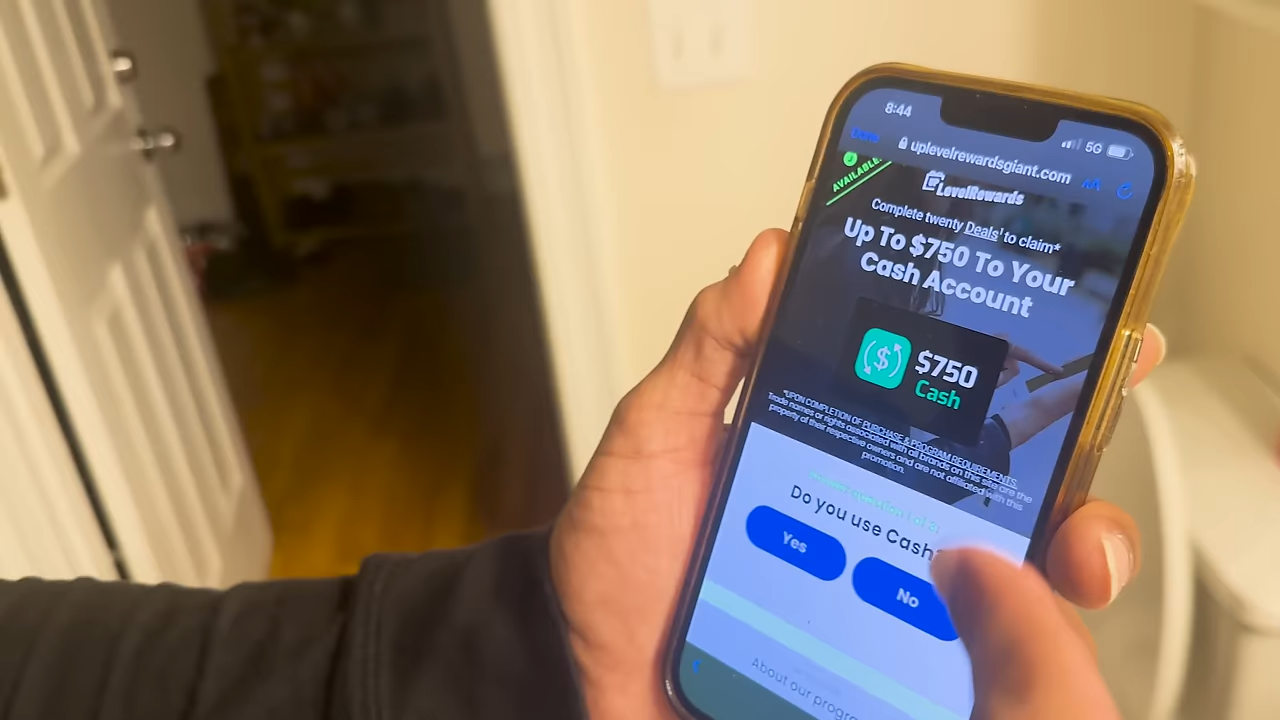 8:44
5G
uplevelrewardsgiant.com
AA
AVAILABLE
LevelRewards
Complete twenty Deals¹ to claim*
Up To $750 To Your
Cash Account
$
$750
Cash
*UPON COMPLETION OF PURCHASE & PROGRAM REQUIREMENTS.
Trade names or rights associated with all brands on this site are the
property of their respective owners and are not affiliated with this
promotion.
Do you use Cash
Yes
No
About our progra